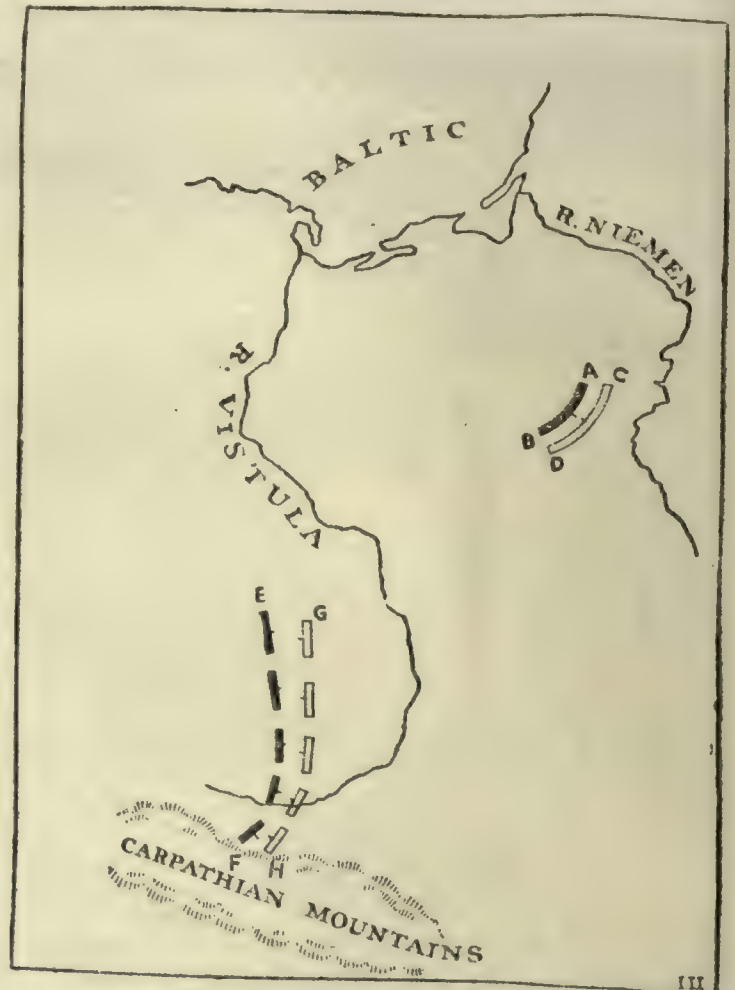 BALTIC
R. NIEMEN
A C
B
D
R. VISTULA
E
G
F H
CARPATHIAN MOUNTAINS
III